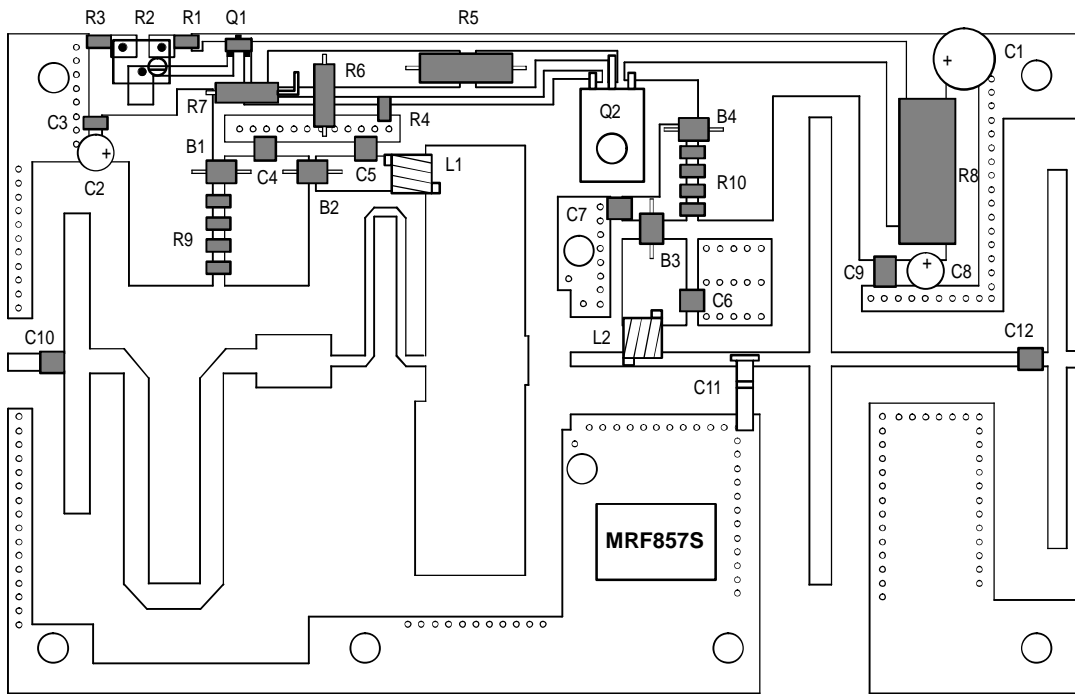 R3 R2 R1 Q1 R5 C1
R6
R7
Q2
R4 B4
C3
B1
C4 C5 L1
R10 R8
C2
B2
C7
R9
B3
C9 C8
C6
C10 L2 C12
C11
MRF857S